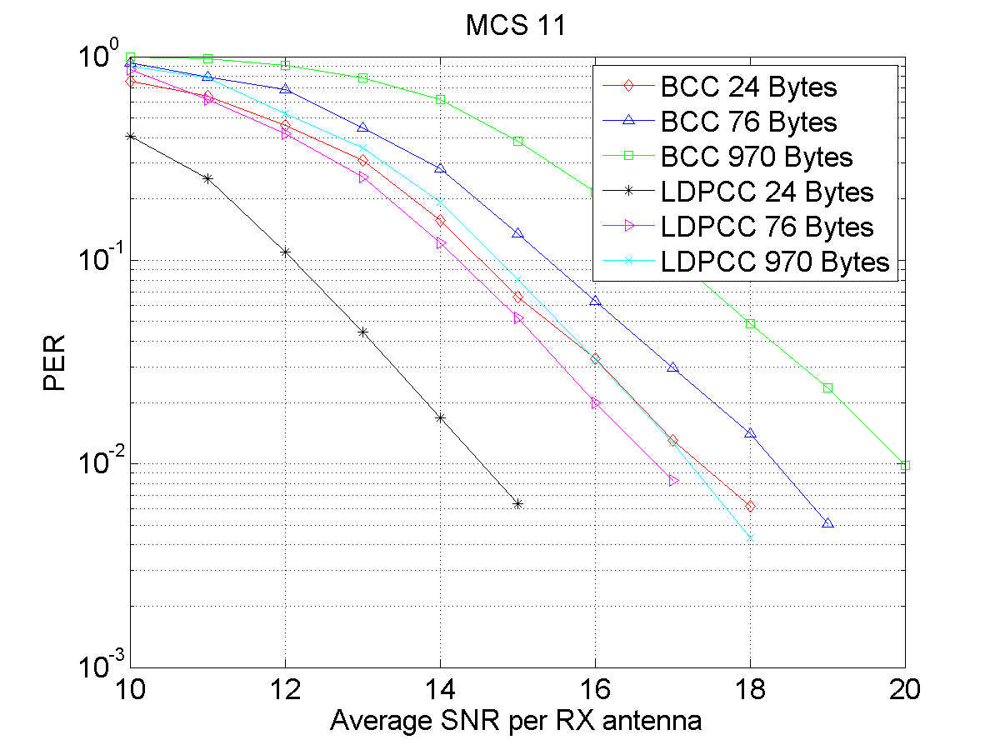 MCS 11
10^0
10^-1
10^-2
10^-3
PER
BCC 24 Bytes
BCC 76 Bytes
BCC 970 Bytes
LDPCC 24 Bytes
LDPCC 76 Bytes
LDPCC 970 Bytes
10 12 14 16 18 20
Average SNR per RX antenna